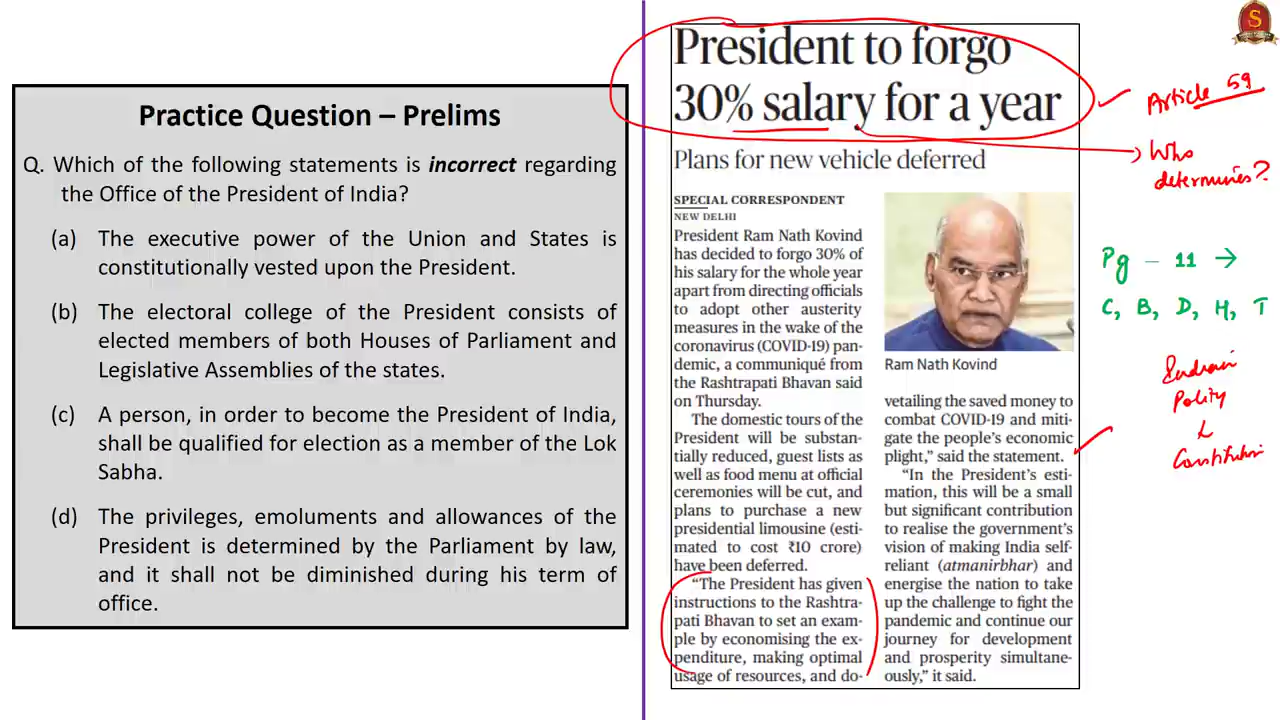 Practice Question – Prelims
Q. Which of the following statements is incorrect regarding
the Office of the President of India?
(a) The executive power of the Union and States is
constitutionally vested upon the President.
(b) The electoral college of the President consists of
elected members of both Houses of Parliament and
Legislative Assemblies of the states.
(c) A person, in order to become the President of India,
shall be qualified for election as a member of the Lok
Sabha.
(d) The privileges, emoluments and allowances of the
President is determined by the Parliament by law,
and it shall not be diminished during his term of
office.
President to forgo
30% salary for a year
Plans for new vehicle deferred
SPECIAL CORRESPONDENT
NEW DELHI
President Ram Nath Kovind
has decided to forgo 30% of
his salary for the whole year
apart from directing officials
to adopt other austerity
measures in the wake of the
coronavirus (COVID-19) pan-
demic, a communiqué from
the Rashtrapati Bhavan said
on Thursday.
The domestic tours of the
President will be substan-
tially reduced, guest lists as
well as food menu at official
ceremonies will be cut, and
plans to purchase a new
presidential limousine (esti-
mated to cost ₹10 crore)
have been deferred.
“The President has given
instructions to the Rashtra-
pati Bhavan to set an exam-
ple by economising the ex-
penditure, making optimal
usage of resources, and do-
Ram Nath Kovind
vetailing the saved money to
combat COVID-19 and miti-
gate the people’s economic
plight,” said the statement.
“In the President’s esti-
mation, this will be a small
but significant contribution
to realise the government’s
vision of making India self-
reliant (atmanirbhar) and
energise the nation to take
up the challenge to fight the
pandemic and continue our
journey for development
and prosperity simultane-
ously,” it said.
S
Article 59
Who
determines?
Pg – 11 →
C, B, D, H, T
Indian
Polity
&
Constitution